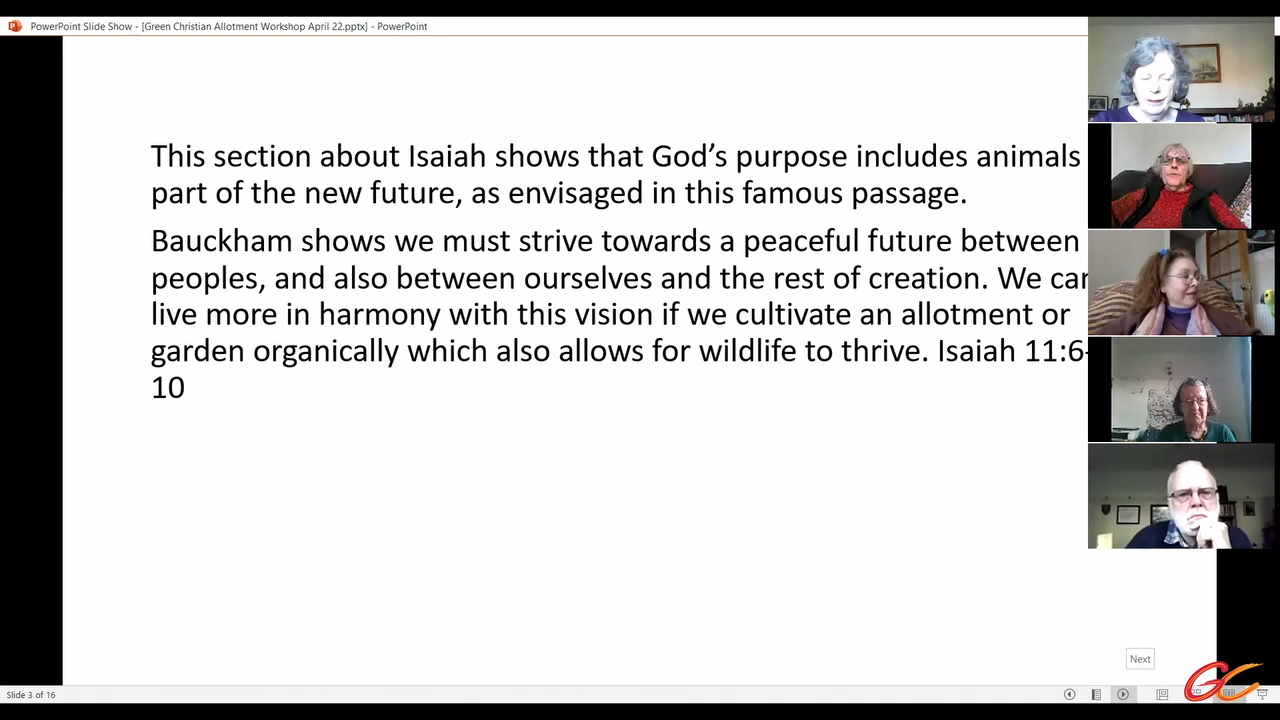 PowerPoint Slide Show - [Green Christian Allotment Workshop April 22.pptx] - PowerPoint
This section about Isaiah shows that God’s purpose includes animals
part of the new future, as envisaged in this famous passage.
Bauckham shows we must strive towards a peaceful future between
peoples, and also between ourselves and the rest of creation. We can
live more in harmony with this vision if we cultivate an allotment or
garden organically which also allows for wildlife to thrive. Isaiah 11:6-
10
Next
Slide 3 of 16
GC